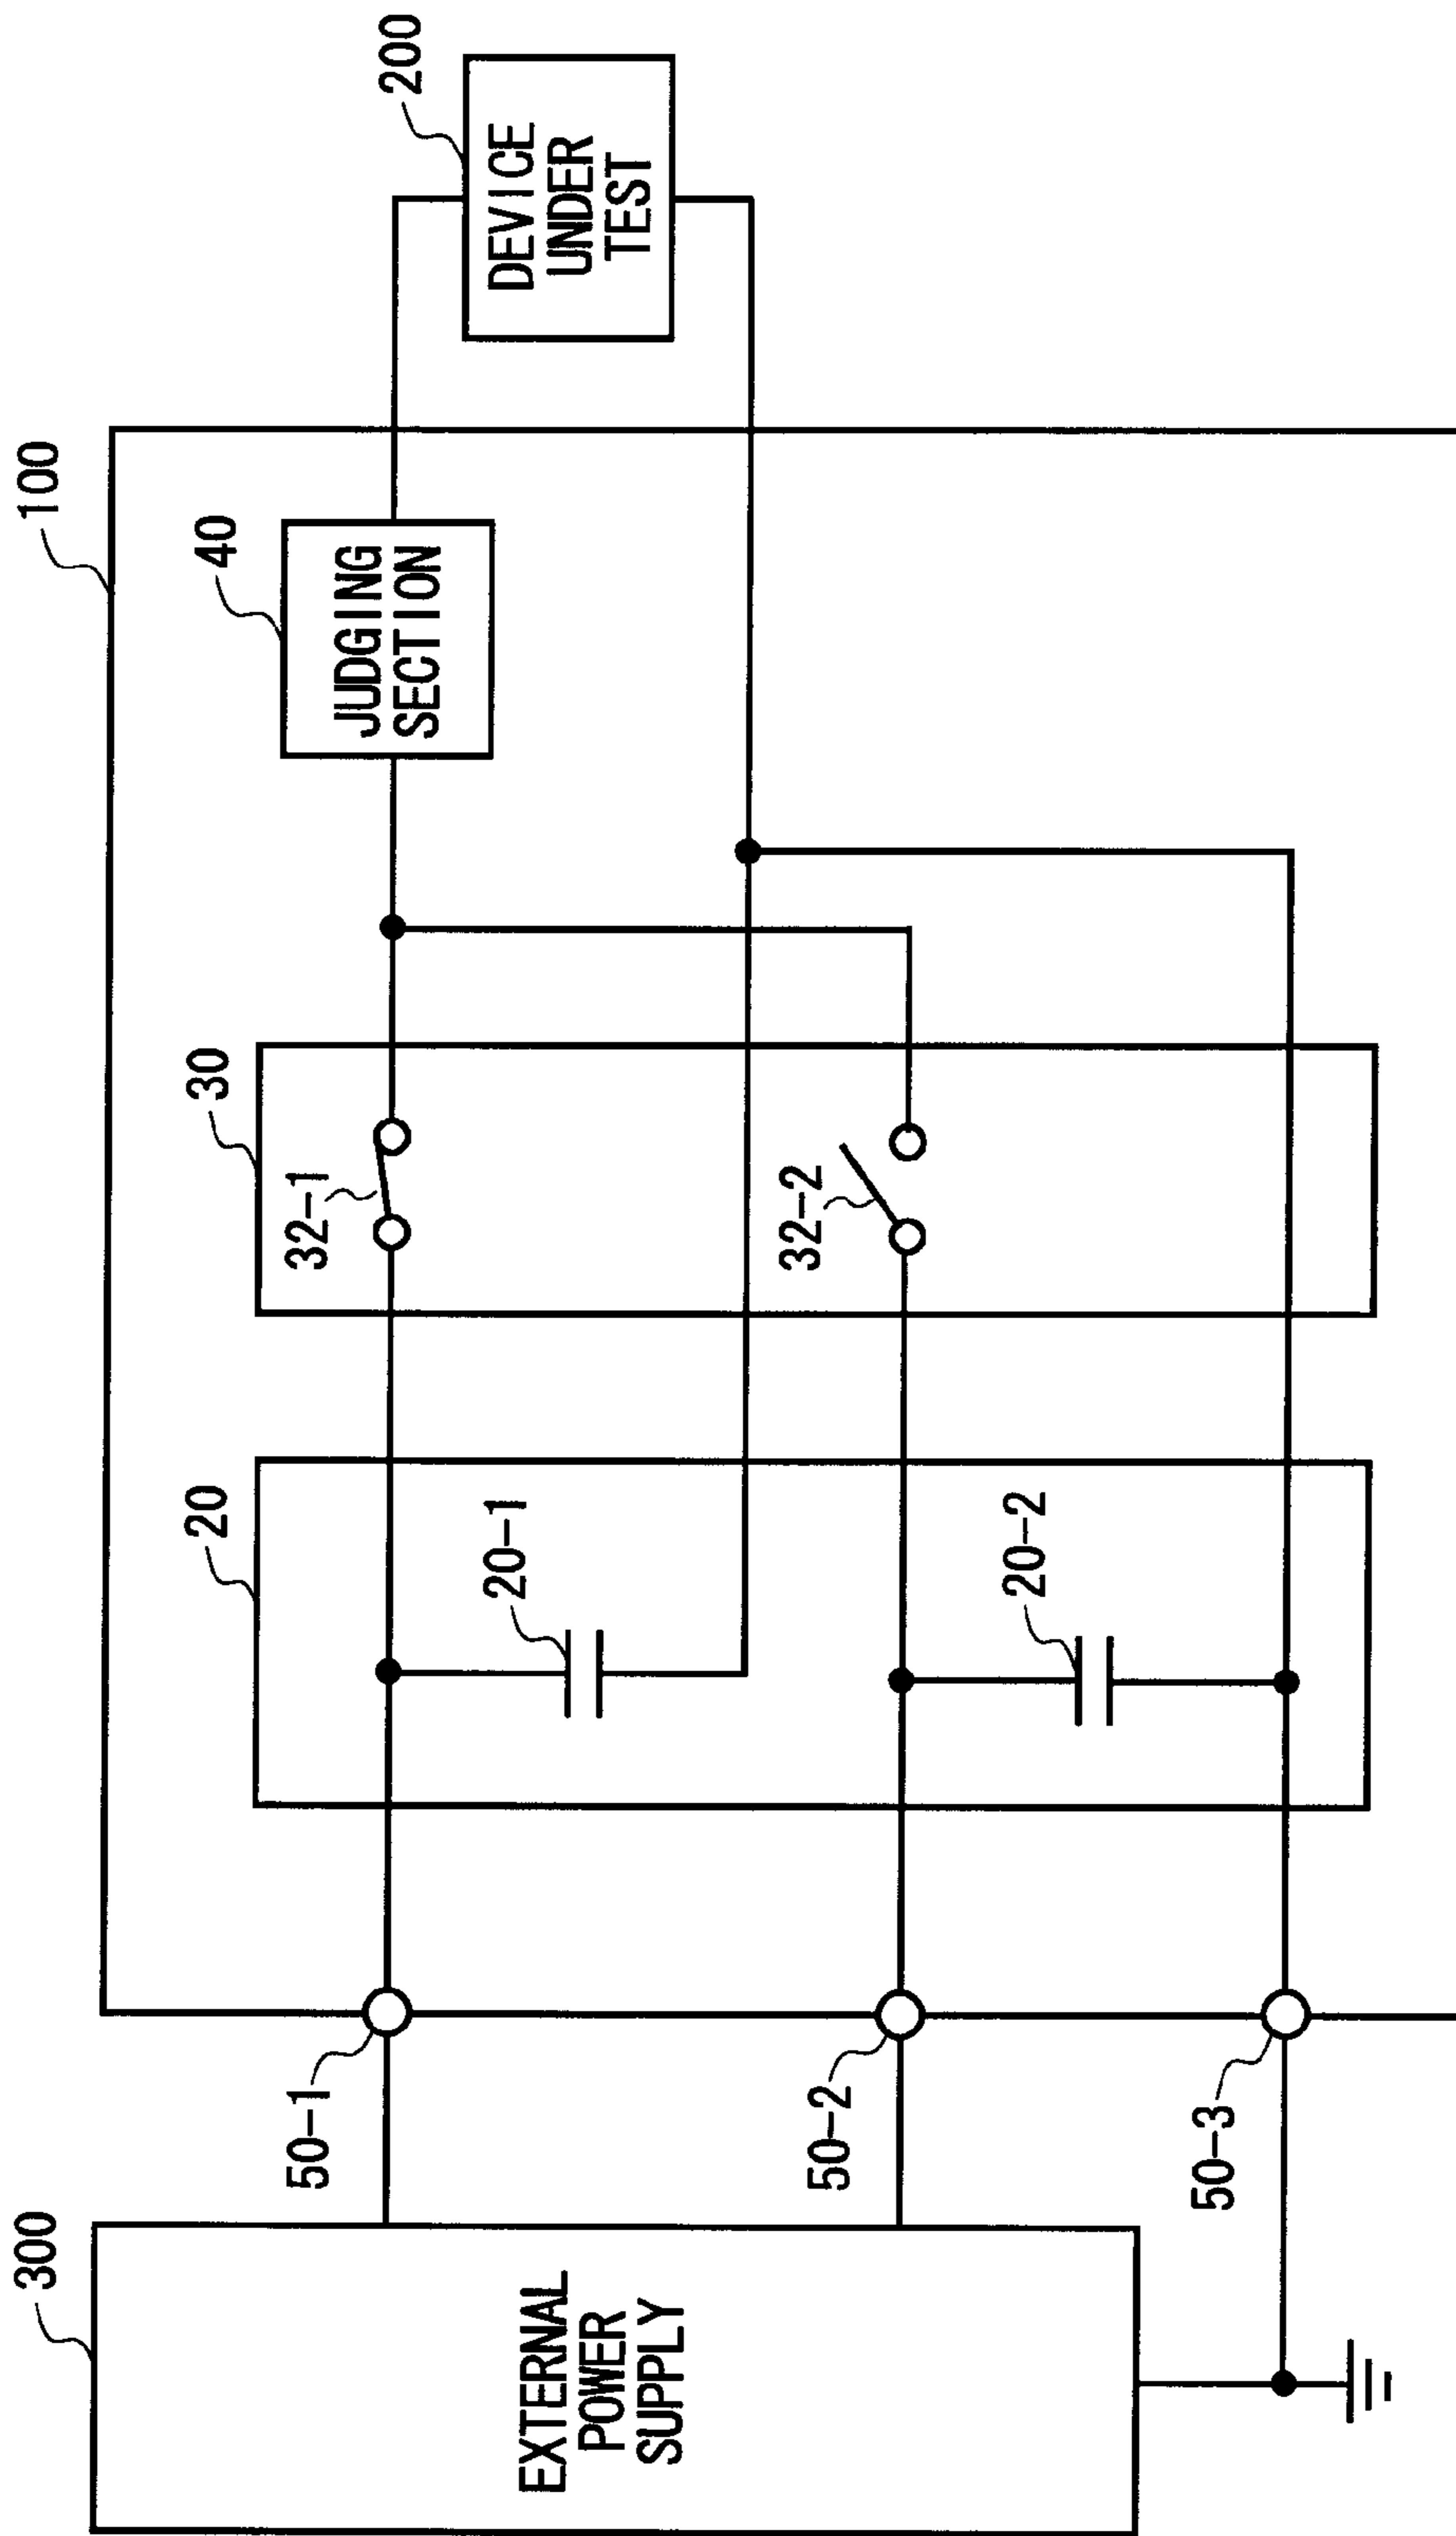 100
300
20
30
40
200
50-1
32-1
JUDGING
SECTION
20-1
DEVICE
UNDER
TEST
EXTERNAL
POWER
SUPPLY
50-2
32-2
20-2
50-3